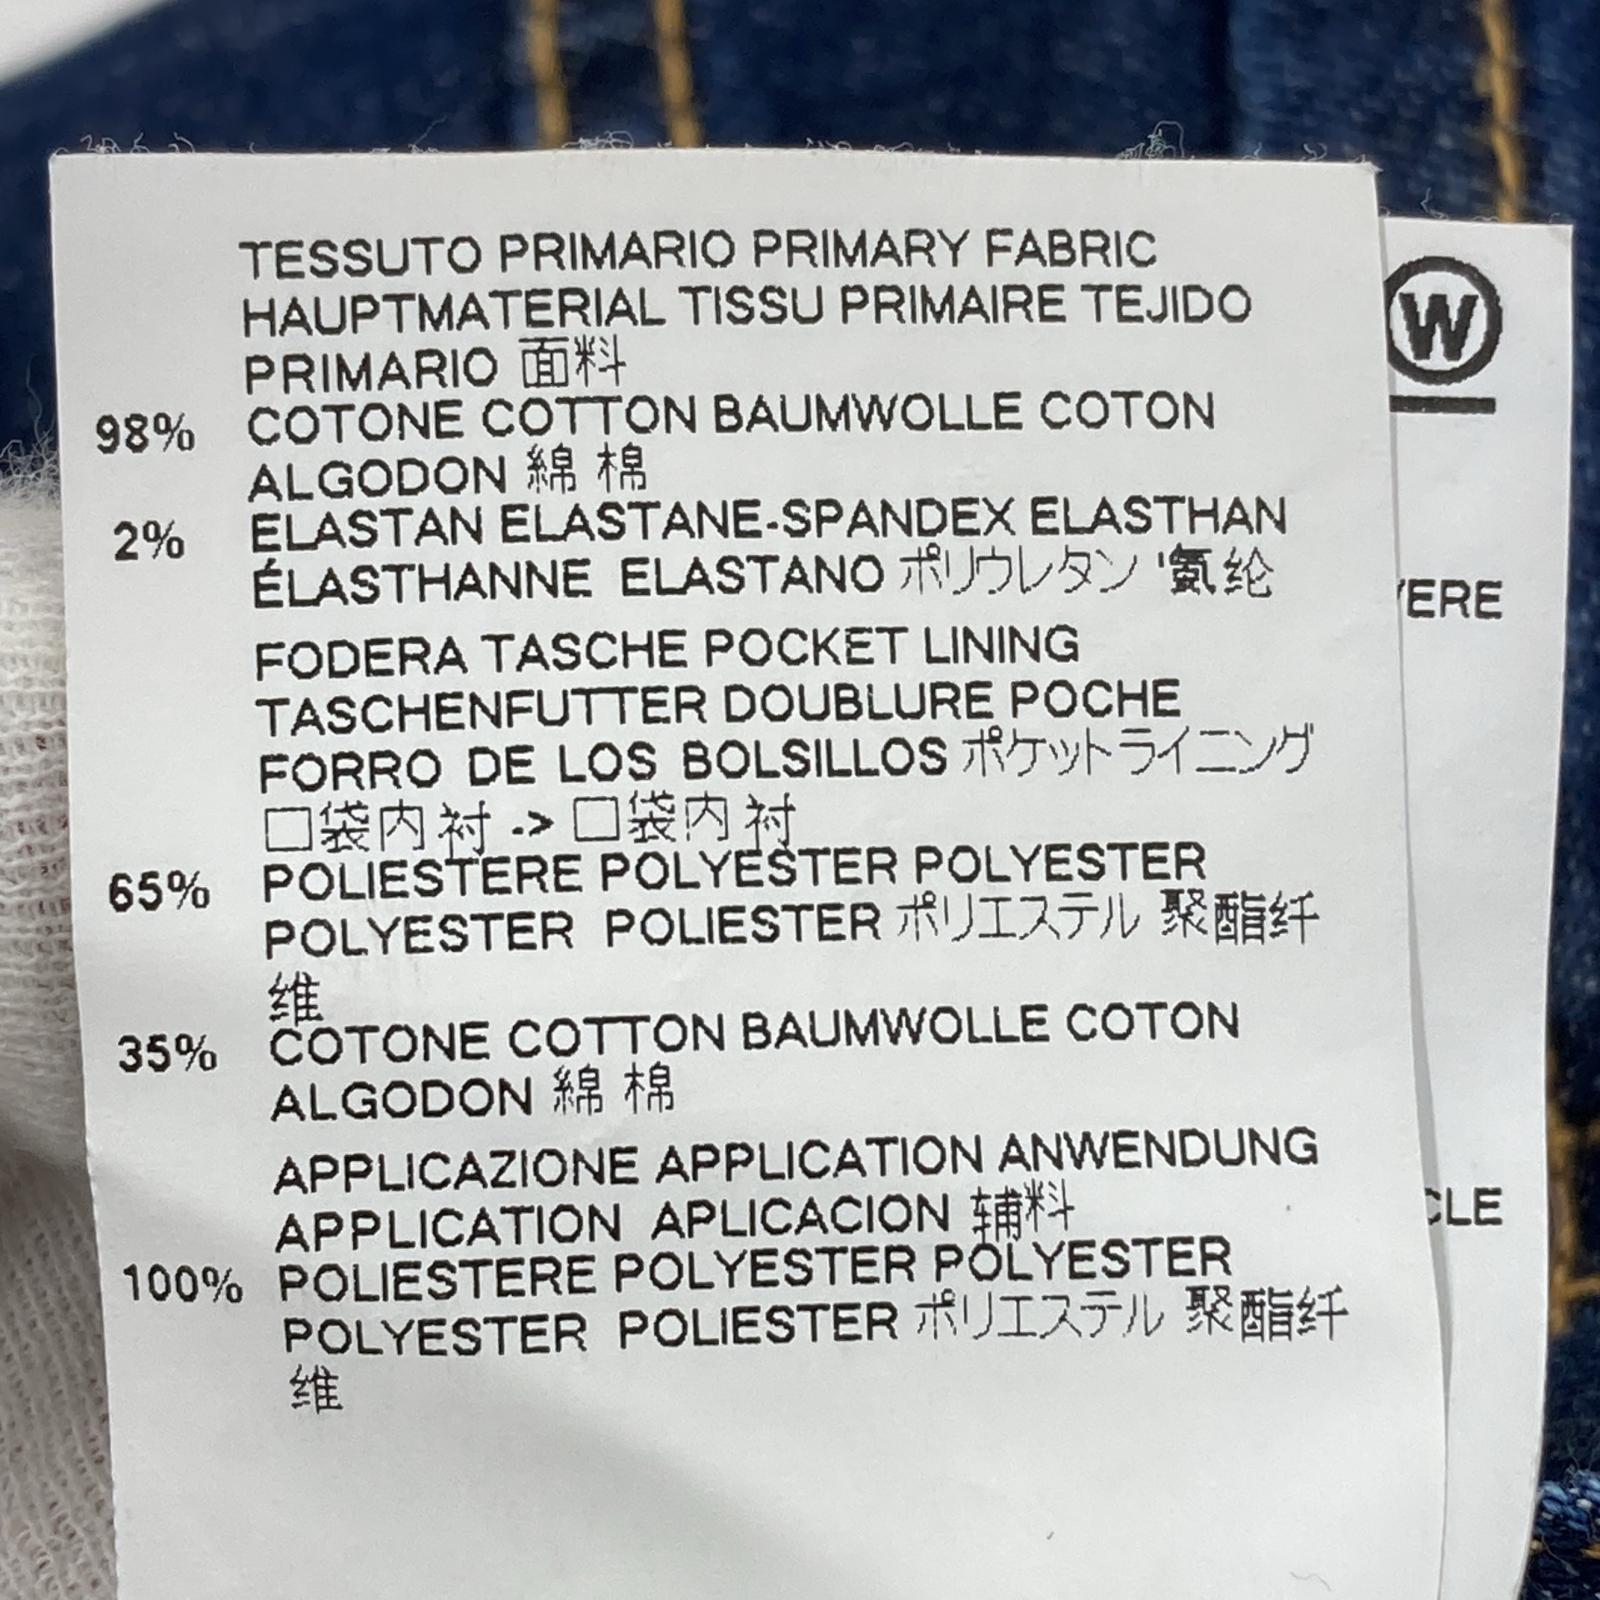 TESSUTO PRIMARIO PRIMARY FABRIC
HAUPTMATERIAL TISSU PRIMAIRE TEJIDO
PRIMARIO 面料
98% COTONE COTTON BAUMWOLLE COTON
ALGODON 綿 棉
2% ELASTAN ELASTANE-SPANDEX ELASTHAN
ÉLASTHANNE ELASTANO ポリウレタン '氨纶
FODERA TASCHE POCKET LINING
TASCHENFUTTER DOUBLURE POCHE
FORRO DE LOS BOLSILLOS ポケットライニング
口袋内衬 -> 口袋内衬
65% POLIESTERE POLYESTER POLYESTER
POLYESTER POLIESTER ポリエステル 聚酯纤
维
35% COTONE COTTON BAUMWOLLE COTON
ALGODON 綿 棉
APPLICAZIONE APPLICATION ANWENDUNG
APPLICATION APLICACION 辅料
100% POLIESTERE POLYESTER POLYESTER
POLYESTER POLIESTER ポリエステル 聚酯纤
维
W
ERE
CLE